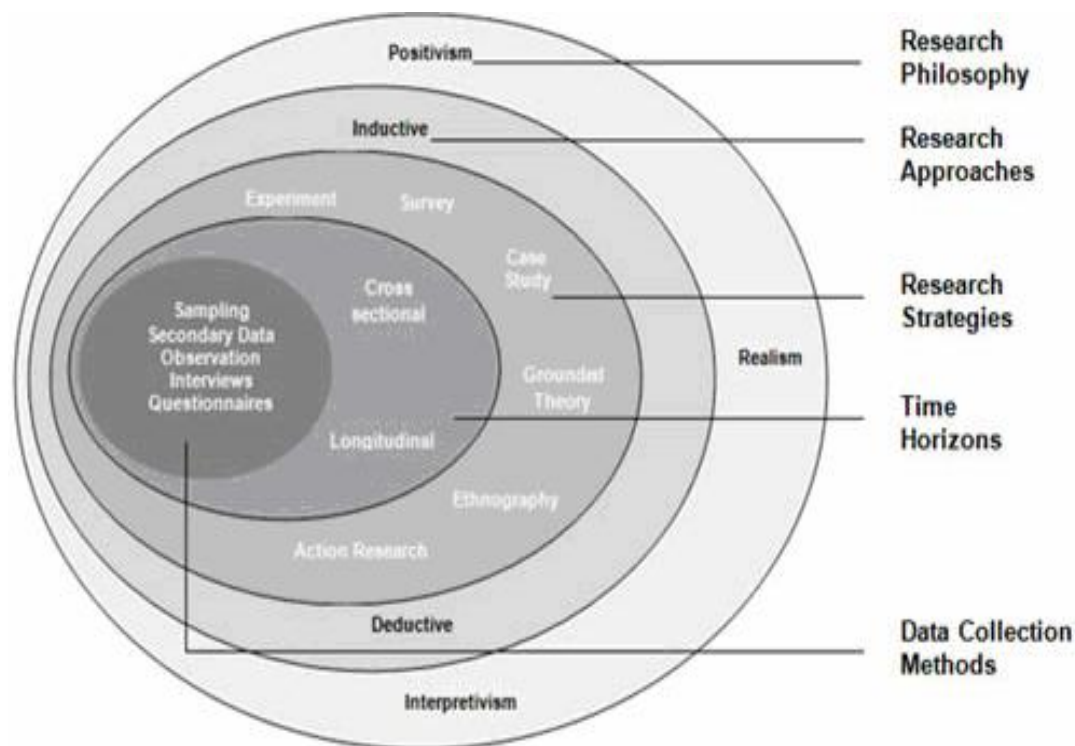 Positivism
Research
Philosophy
Inductive
Research
Approaches
Experiment
Survey
Case
Study
Cross
sectional
Research
Strategies
Sampling
Secondary Data
Observation
Interviews
Questionnaires
Realism
Grounded
Theory
Time
Horizons
Longitudinal
Ethnography
Action Research
Deductive
Data Collection
Methods
Interpretivism